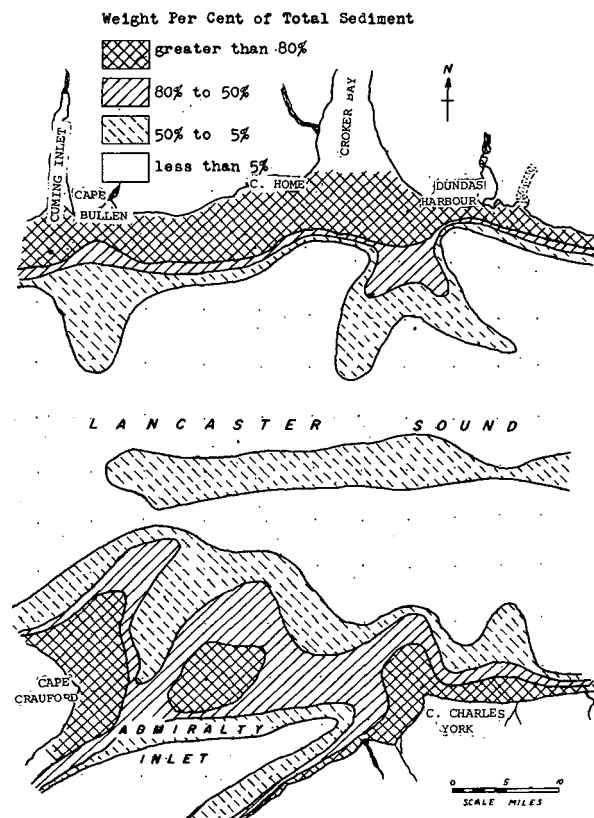 Weight Per Cent of Total Sediment
greater than 80%
80% to 50%
50% to 5%
less than 5%
N
CUMING INLET
CAPE
BULLEN
C. HOME
CROKER BAY
DUNDAS
HARBOUR
LANCASTER SOUND
CAPE
CRAUFORD
ADMIRALTY
INLET
C. CHARLES
YORK
0 5 10
SCALE MILES